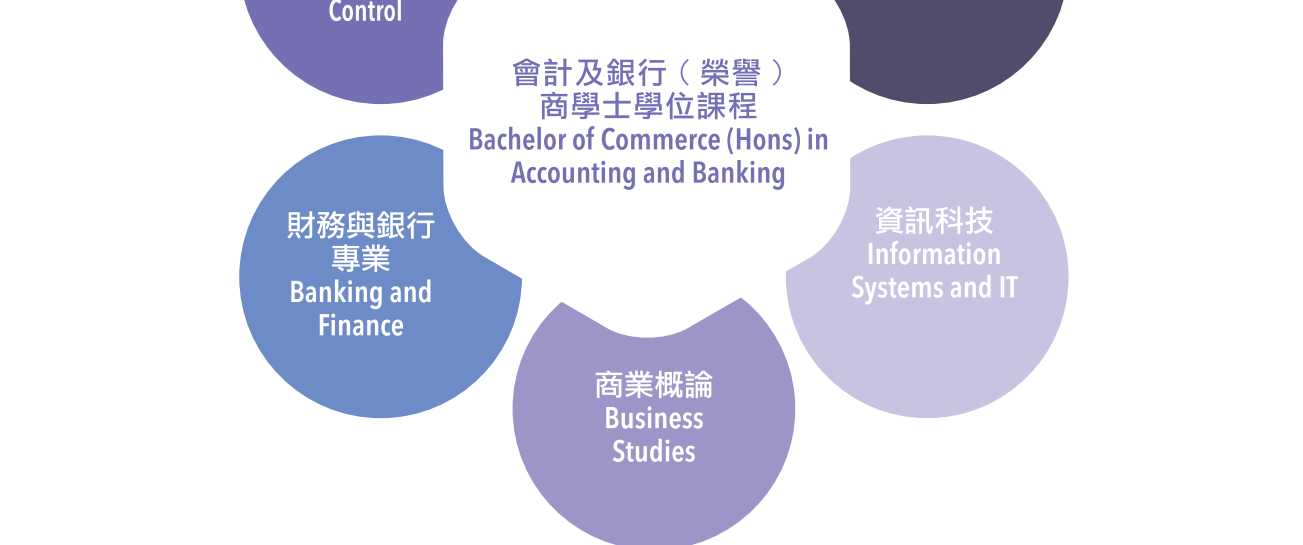 Control
會計及銀行（榮譽）
商學士學位課程
Bachelor of Commerce (Hons) in
Accounting and Banking
財務與銀行
專業
Banking and
Finance
資訊科技
Information
Systems and IT
商業概論
Business
Studies